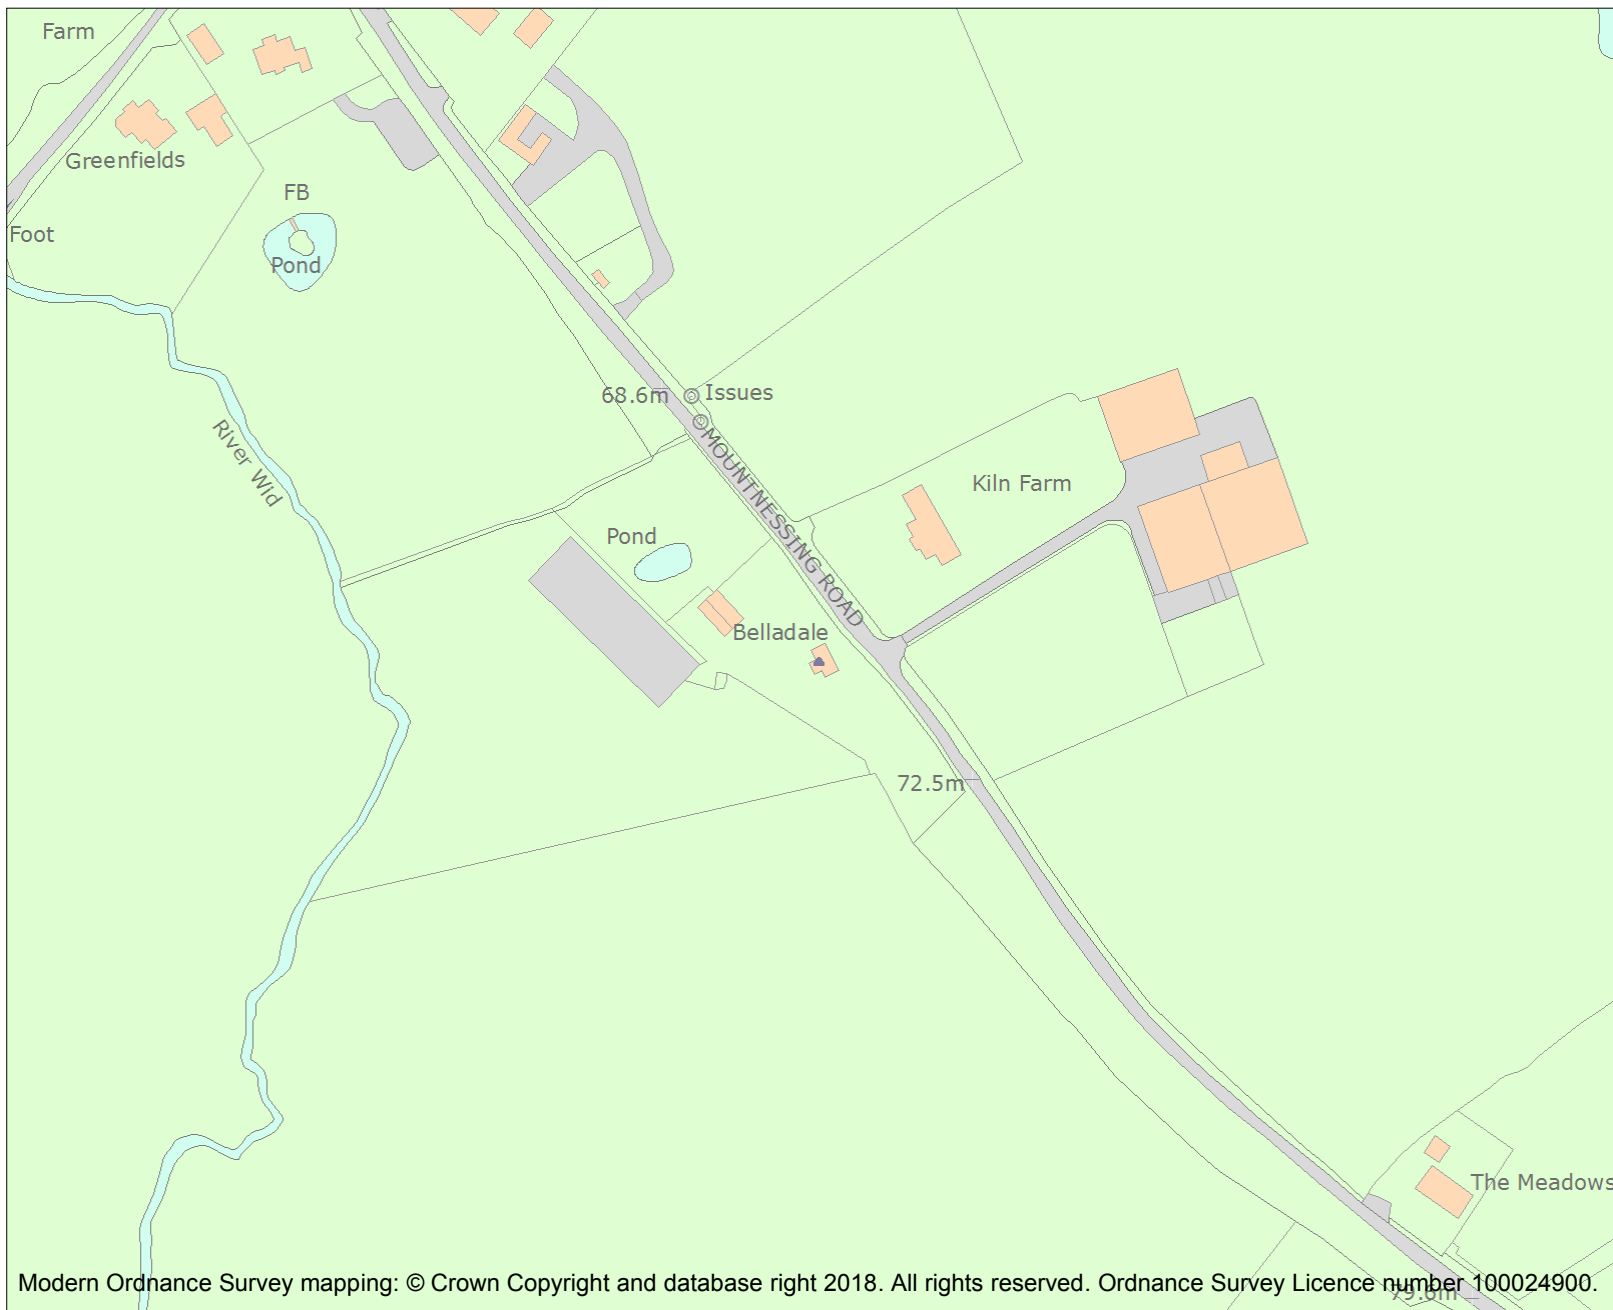 Farm
Greenfields
FB
Foot
Pond
River Wid
68.6m
Issues
MOUNTNESSING ROAD
Kiln Farm
Pond
Belladale
72.5m
The Meadows
Modern Ordnance Survey mapping: © Crown Copyright and database right 2018. All rights reserved. Ordnance Survey Licence number 100024900.
79.6m